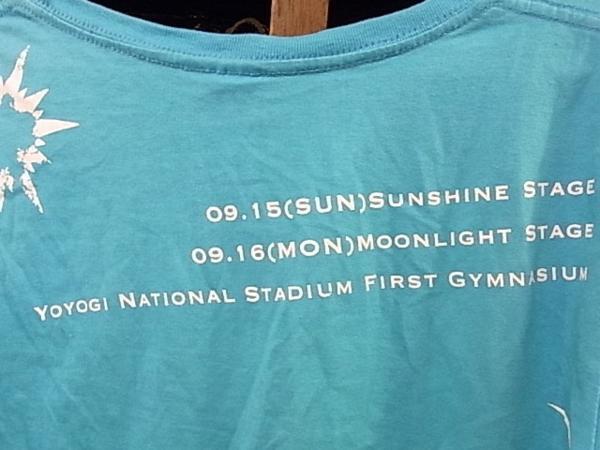 09.15(SUN)SUNSHINE STAGE
09.16(MON)MOONLIGHT STAGE
YOYOGI NATIONAL STADIUM FIRST GYMNASIUM